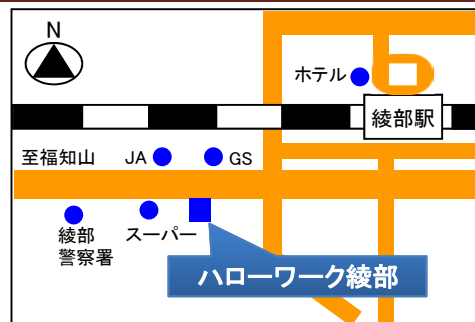 N
ホテル
綾部駅
至福知山
JA
GS
綾部
警察署
スーパー
ハローワーク綾部